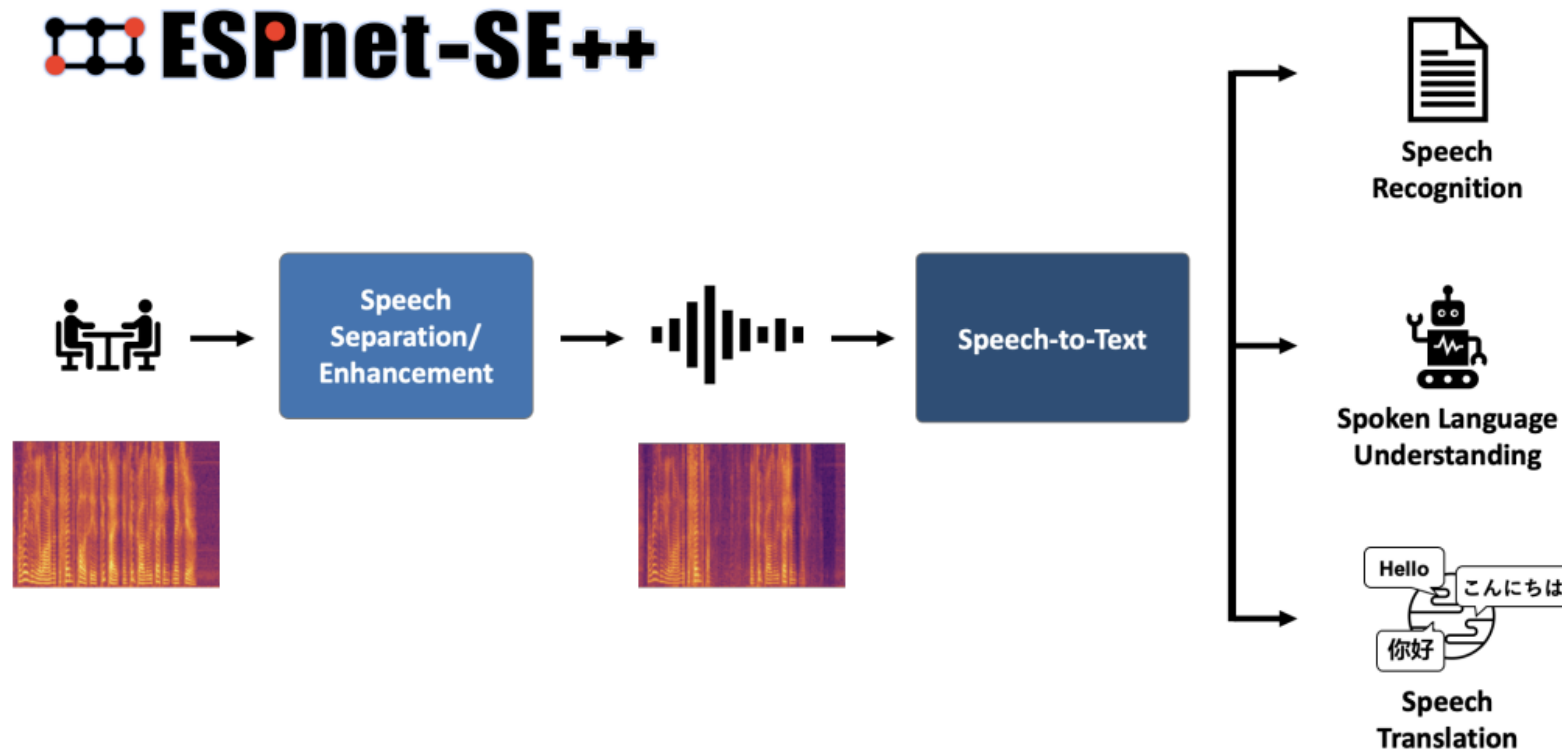 ESPnet-SE++
Speech
Separation/
Enhancement
Speech-to-Text
Speech
Recognition
Spoken Language
Understanding
Hello
こんにちは
你好
Speech
Translation